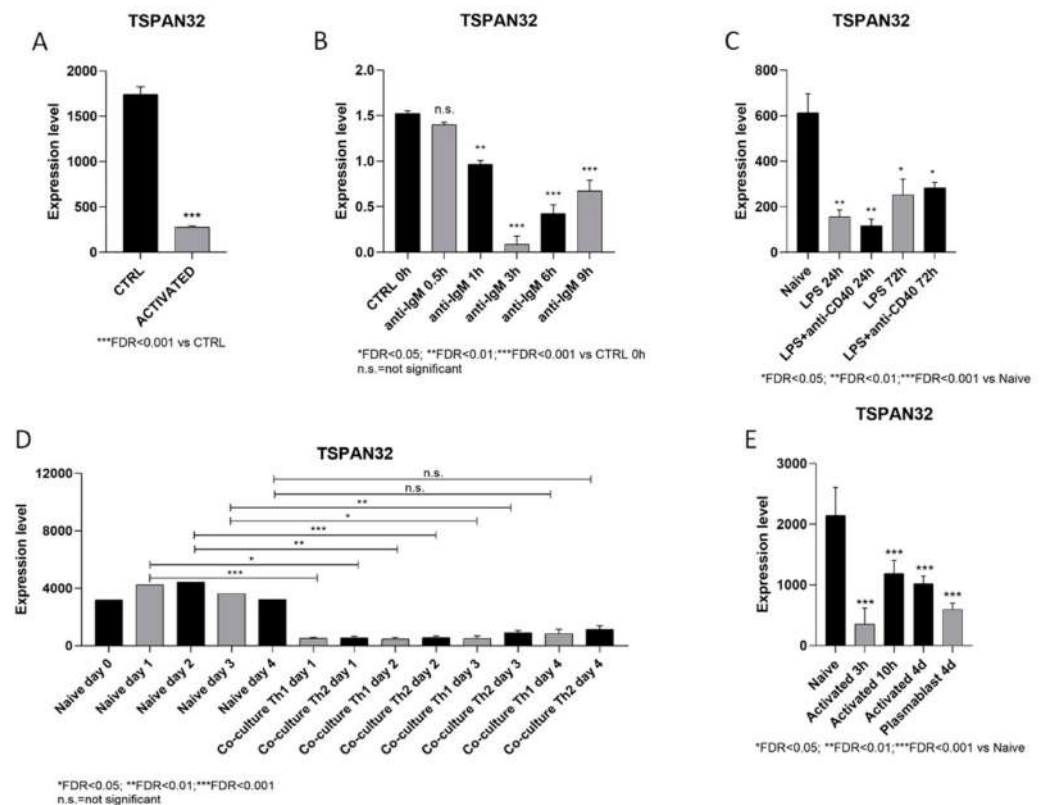 A
TSPAN32
Expression level
2000
1500
1000
500
0
CTRL
ACTIVATED
***
***FDR<0.001 vs CTRL
B
TSPAN32
Expression level
2.0
1.5
1.0
0.5
0.0
n.s.
**
***
***
***
CTRL 0h
anti-IgM 0.5h
anti-IgM 1h
anti-IgM 3h
anti-IgM 6h
anti-IgM 9h
*FDR<0.05; **FDR<0.01;***FDR<0.001 vs CTRL 0h
n.s.=not significant
C
TSPAN32
Expression level
800
600
400
200
0
**
**
*
*
Naive
LPS 24h
LPS+anti-CD40 24h
LPS 72h
LPS+anti-CD40 72h
*FDR<0.05; **FDR<0.01;***FDR<0.001 vs Naive
D
TSPAN32
Expression level
12000
8000
4000
0
n.s.
n.s.
**
*
***
**
*
***
Naive day 0
Naive day 1
Naive day 2
Naive day 3
Naive day 4
Co-culture Th1 day 1
Co-culture Th2 day 1
Co-culture Th1 day 2
Co-culture Th2 day 2
Co-culture Th1 day 3
Co-culture Th2 day 3
Co-culture Th1 day 4
Co-culture Th2 day 4
*FDR<0.05; **FDR<0.01;***FDR<0.001
n.s.=not significant
E
TSPAN32
Expression level
3000
2000
1000
0
***
***
***
***
Naive
Activated 3h
Activated 10h
Activated 4d
Plasmablast 4d
*FDR<0.05; **FDR<0.01;***FDR<0.001 vs Naive